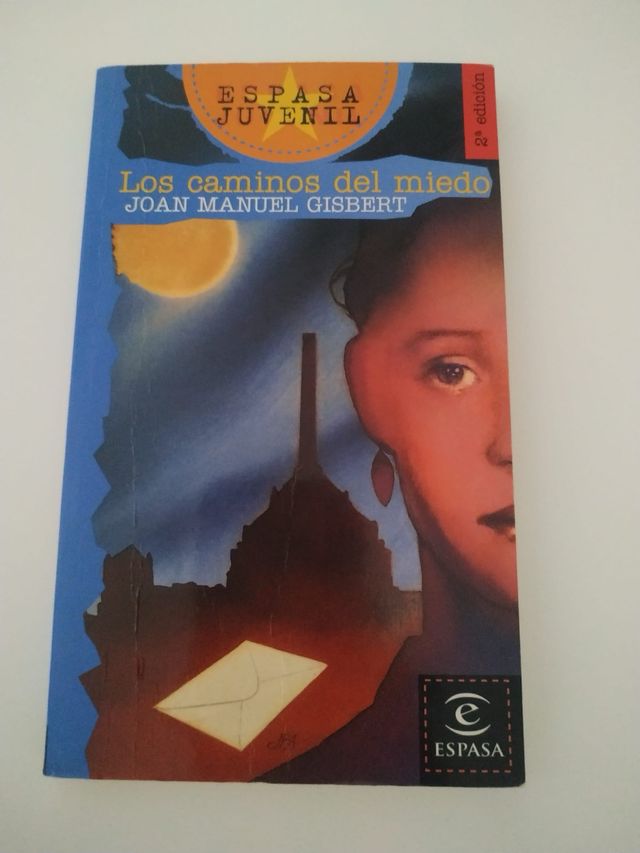 ESPASA
JUVENIL
2ª edición
Los caminos del miedo
JOAN MANUEL GISBERT
e
ESPASA